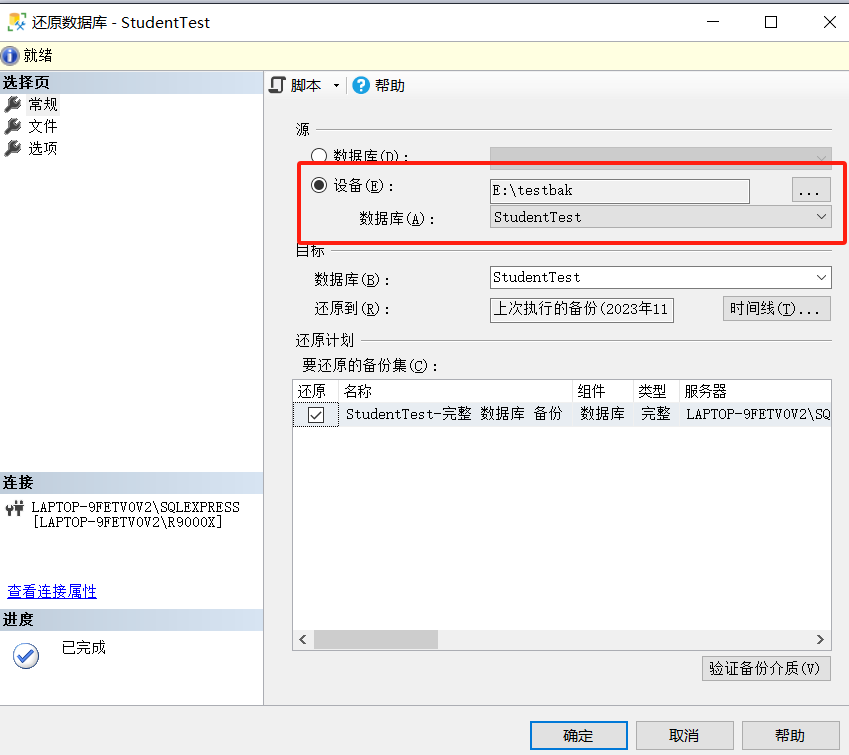 还原数据库 - StudentTest
就绪
选择页
常规
文件
选项
脚本
帮助
源
数据库(D):
设备(E):
E:\testbak
...
数据库(A):
StudentTest
目标
数据库(B):
StudentTest
还原到(R):
上次执行的备份(2023年11
时间线(T)...
还原计划
要还原的备份集(C):
还原 名称 组件 类型 服务器
StudentTest-完整 数据库 备份 数据库 完整 LAPTOP-9FETV0V2\SQ
连接
LAPTOP-9FETV0V2\SQLEXPRESS
[LAPTOP-9FETV0V2\R9000X]
查看连接属性
进度
已完成
验证备份介质(V)
确定
取消
帮助